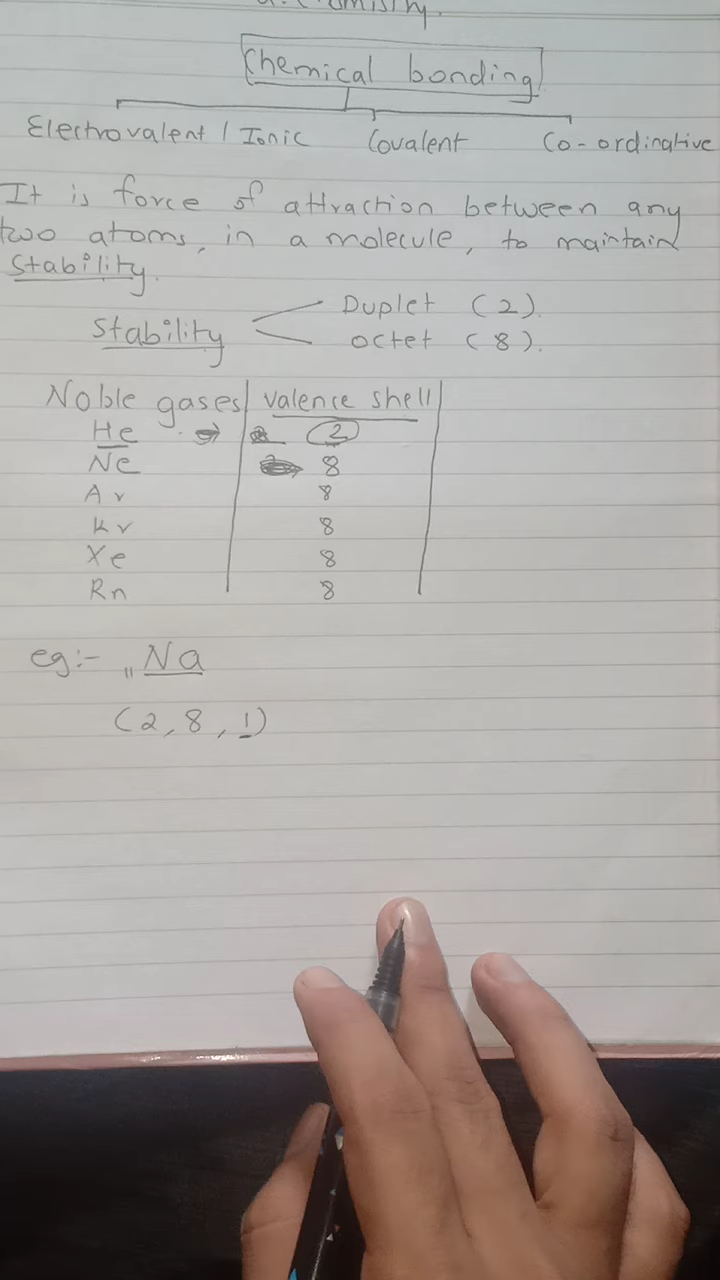 Chemical bonding
Electrovalent / Ionic Covalent Co-ordinative
It is force of attraction between any
two atoms, in a molecule, to maintain
stability.
Stability Duplet (2).
octet (8).
Noble gases valence shell
He → 2
Ne 8
Ar 8
Kr 8
Xe 8
Rn 8
eg:- 11Na
(2, 8, 1)